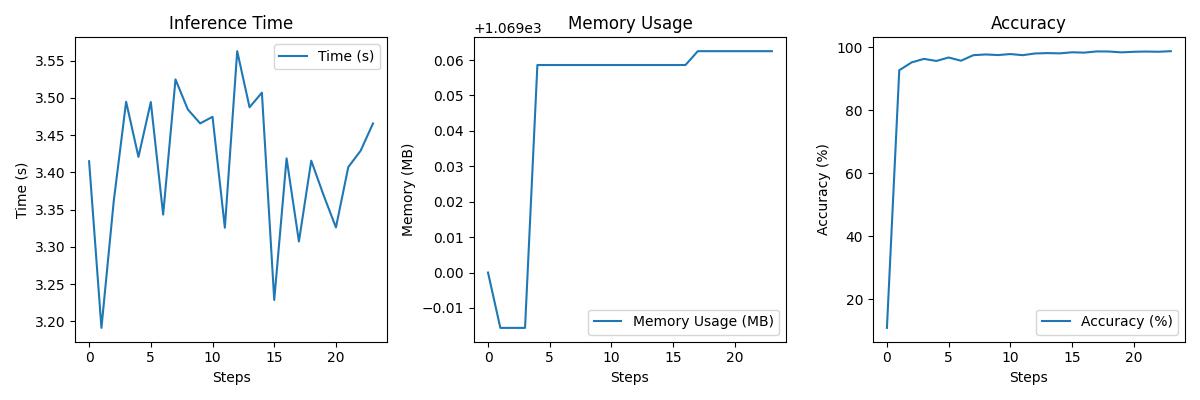 Inference Time
Time (s)
3.55
3.50
3.45
3.40
3.35
3.30
3.25
3.20
Time (s)
0 5 10 15 20
Steps
Memory Usage
+1.069e3
0.06
0.05
0.04
0.03
0.02
0.01
0.00
−0.01
Memory (MB)
Memory Usage (MB)
0 5 10 15 20
Steps
Accuracy
100
80
60
40
20
Accuracy (%)
Accuracy (%)
0 5 10 15 20
Steps